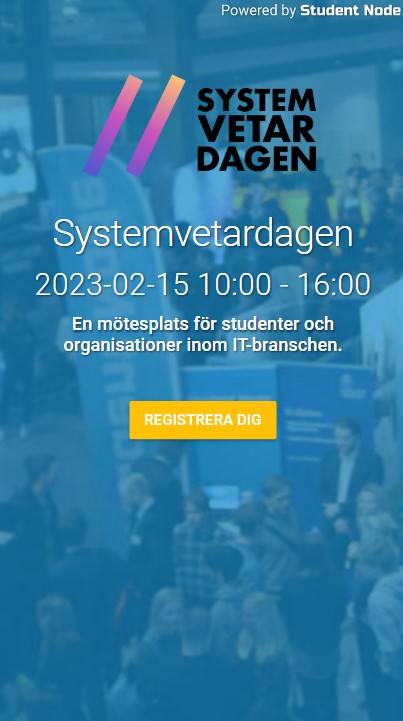 Powered by Student Node
SYSTEM
VETAR
DAGEN
Systemvetardagen
2023-02-15 10:00 - 16:00
En mötesplats för studenter och
organisationer inom IT-branschen.
REGISTRERA DIG